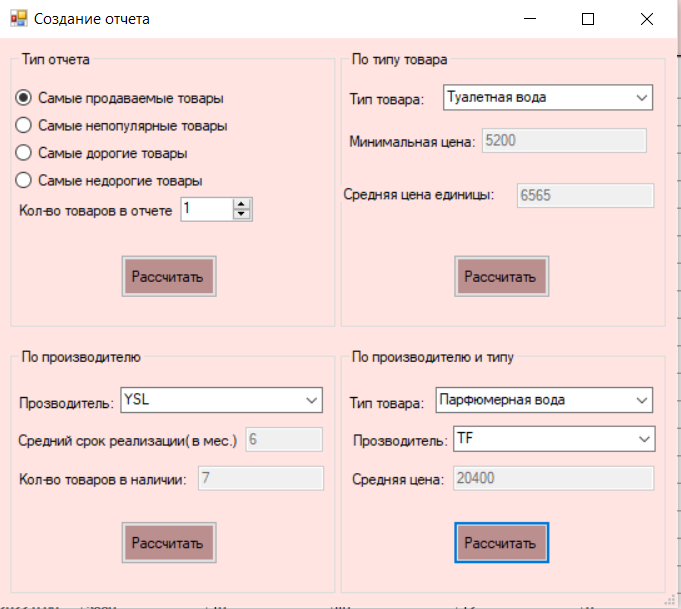 Создание отчета
Тип отчета
Самые продаваемые товары
Самые непопулярные товары
Самые дорогие товары
Самые недорогие товары
Кол-во товаров в отчете 1
Рассчитать
По типу товара
Тип товара: Туалетная вода
Минимальная цена: 5200
Средняя цена единицы: 6565
Рассчитать
По производителю
Прозводитель: YSL
Средний срок реализации( в мес.) 6
Кол-во товаров в наличии: 7
Рассчитать
По производителю и типу
Тип товара: Парфюмерная вода
Прозводитель: TF
Средняя цена: 20400
Рассчитать